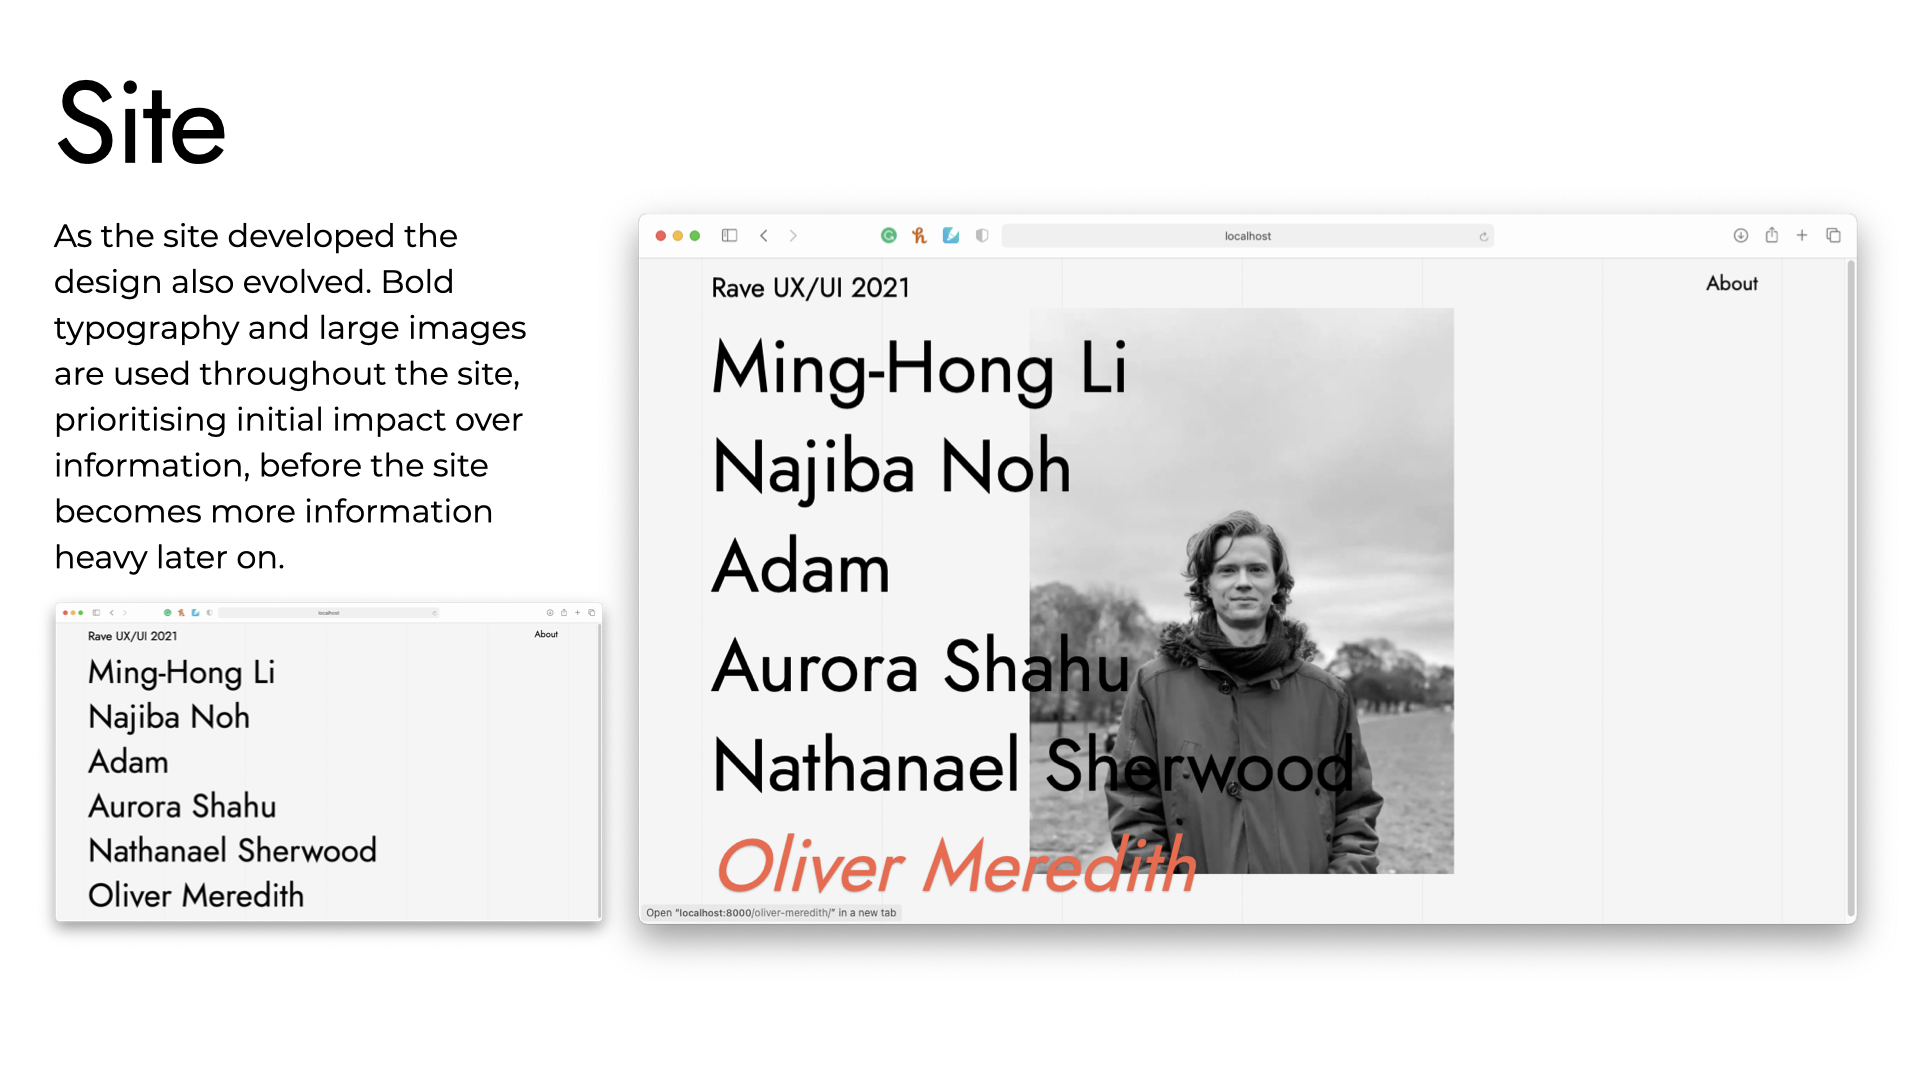 Site
As the site developed the
design also evolved. Bold
typography and large images
are used throughout the site,
prioritising initial impact over
information, before the site
becomes more information
heavy later on.
localhost
Rave UX/UI 2021
About
Ming-Hong Li
Najiba Noh
Adam
Aurora Shahu
Nathanael Sherwood
Oliver Meredith
localhost
Rave UX/UI 2021
About
Ming-Hong Li
Najiba Noh
Adam
Aurora Shahu
Nathanael Sherwood
Oliver Meredith
Open "localhost:8000/oliver-meredith/" in a new tab